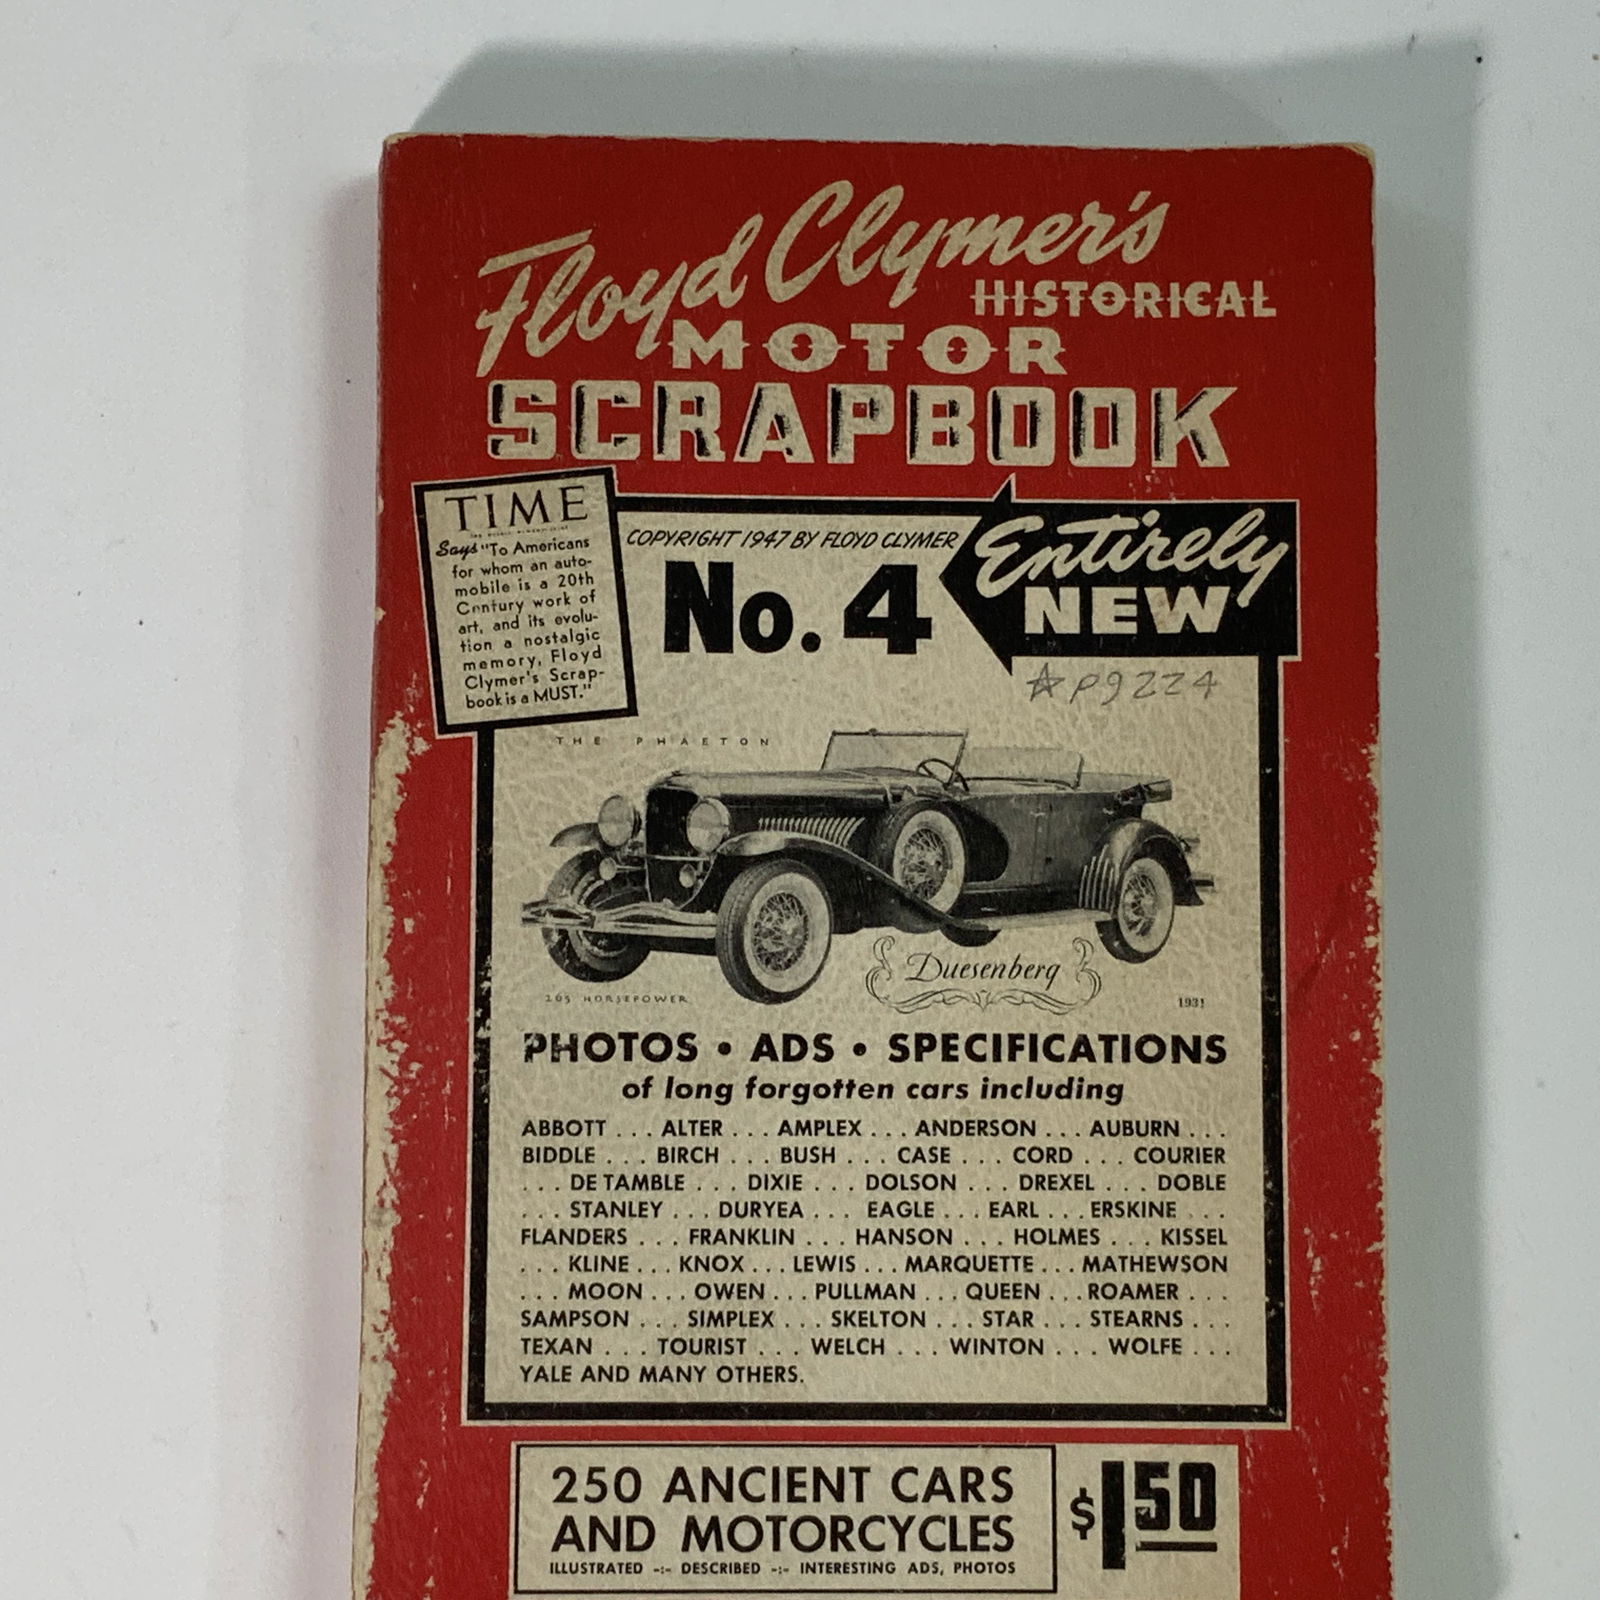 Floyd Clymer's
HISTORICAL
MOTOR
SCRAPBOOK
TIME
Says "To Americans
for whom an auto-
mobile is a 20th
Century work of
art, and its evolu-
tion a nostalgic
memory, Floyd
Clymer's Scrap-
book is a MUST."
COPYRIGHT 1947 BY FLOYD CLYMER
No. 4
Entirely
NEW
☆ P9224
THE PHAETON
Duesenberg
265 HORSEPOWER
1931
PHOTOS • ADS • SPECIFICATIONS
of long forgotten cars including
ABBOTT . . . ALTER . . . AMPLEX . . . ANDERSON . . . AUBURN . . .
BIDDLE . . . BIRCH . . . BUSH . . . CASE . . . CORD . . . COURIER
. . . DE TAMBLE . . . DIXIE . . . DOLSON . . . DREXEL . . . DOBLE
. . . STANLEY . . . DURYEA . . . EAGLE . . . EARL . . . ERSKINE . . .
FLANDERS . . . FRANKLIN . . . HANSON . . . HOLMES . . . KISSEL
. . . KLINE . . . KNOX . . . LEWIS . . . MARQUETTE . . . MATHEWSON
. . . MOON . . . OWEN . . . PULLMAN . . . QUEEN . . . ROAMER . . .
SAMPSON . . . SIMPLEX . . . SKELTON . . . STAR . . . STEARNS . . .
TEXAN . . . TOURIST . . . WELCH . . . WINTON . . . WOLFE . . .
YALE AND MANY OTHERS.
250 ANCIENT CARS
AND MOTORCYCLES
ILLUSTRATED -:- DESCRIBED -:- INTERESTING ADS, PHOTOS
$1.50